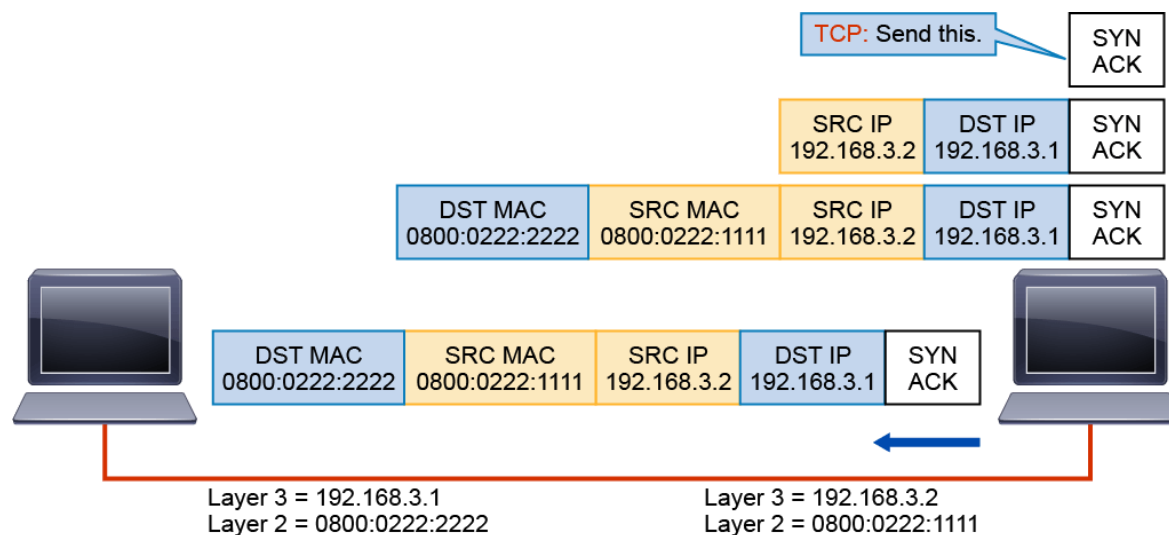 TCP: Send this.
SYN
ACK
SRC IP
192.168.3.2
DST IP
192.168.3.1
SYN
ACK
DST MAC
0800:0222:2222
SRC MAC
0800:0222:1111
SRC IP
192.168.3.2
DST IP
192.168.3.1
SYN
ACK
DST MAC
0800:0222:2222
SRC MAC
0800:0222:1111
SRC IP
192.168.3.2
DST IP
192.168.3.1
SYN
ACK
Layer 3 = 192.168.3.1
Layer 2 = 0800:0222:2222
Layer 3 = 192.168.3.2
Layer 2 = 0800:0222:1111